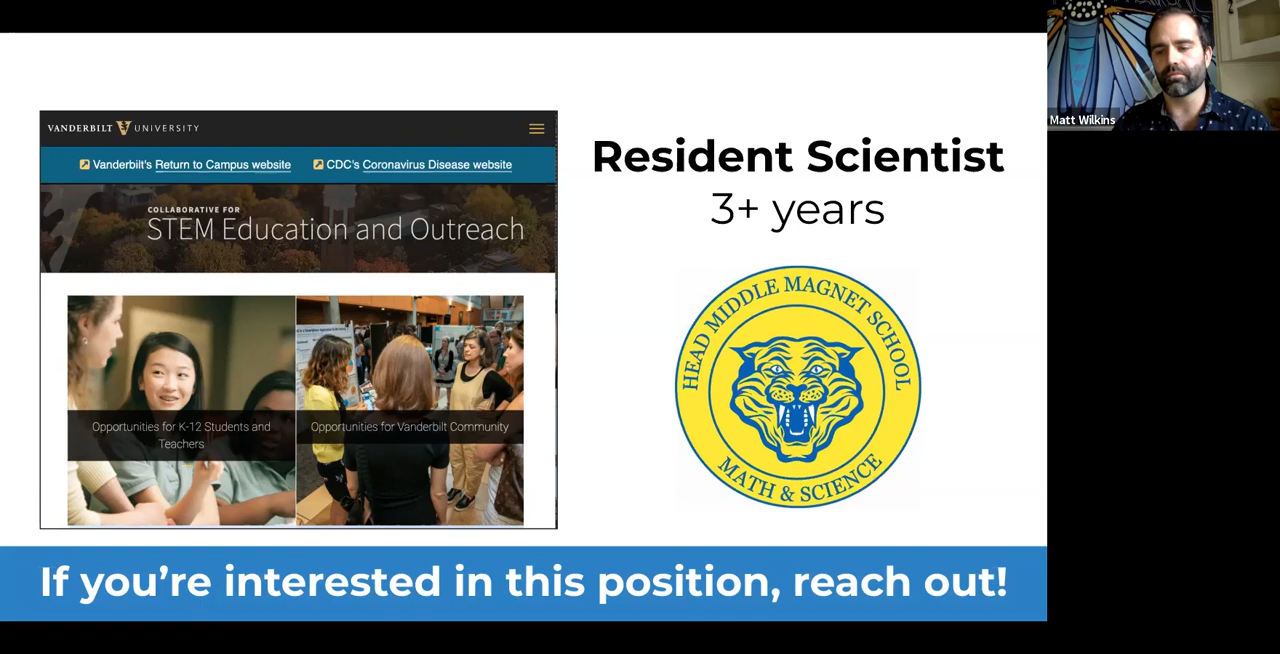 VANDERBILT V UNIVERSITY
Vanderbilt's Return to Campus website
CDC's Coronavirus Disease website
COLLABORATIVE FOR
STEM Education and Outreach
Opportunities for K-12 Students and
Teachers
Opportunities for Vanderbilt Community
Resident Scientist
3+ years
HEAD MIDDLE MAGNET SCHOOL
MATH & SCIENCE
If you're interested in this position, reach out!
Matt Wilkins